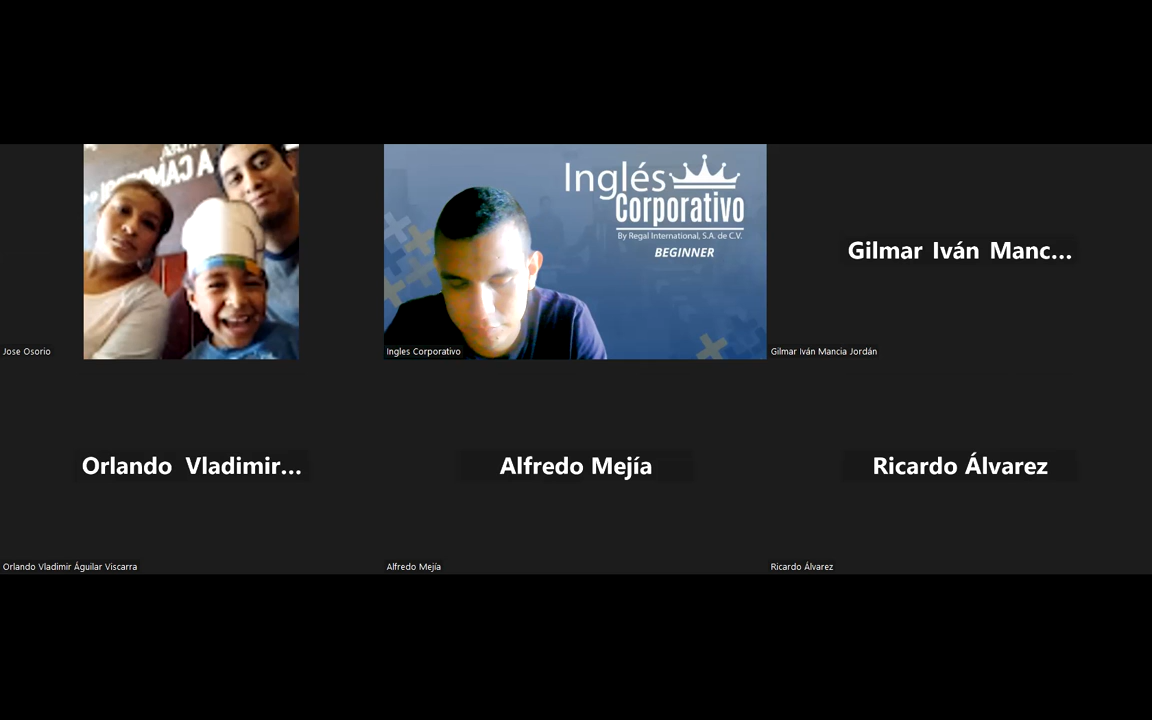 Inglés
Corporativo
By Regal International, S.A. de C.V.
BEGINNER
Gilmar Iván Manc...
Jose Osorio
Ingles Corporativo
Gilmar Iván Mancia Jordán
Orlando Vladimir...
Alfredo Mejía
Ricardo Álvarez
Orlando Vladimir Águilar Viscarra
Alfredo Mejía
Ricardo Álvarez